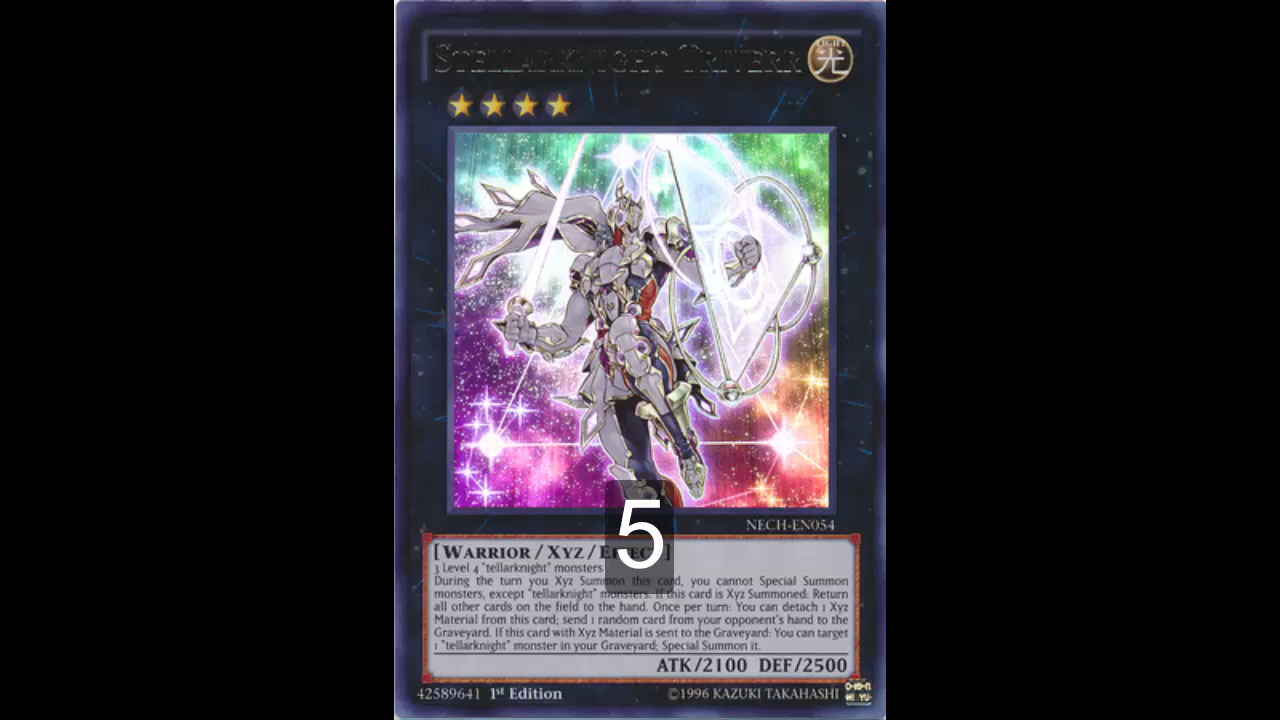 STELLARKNIGHT TRIVERR
LIGHT
光
NECH-EN054
5
[WARRIOR/XYZ/EFFECT]
3 Level 4 "tellarknight" monsters
During the turn you Xyz Summon this card, you cannot Special Summon
monsters, except "tellarknight" monsters. If this card is Xyz Summoned: Return
all other cards on the field to the hand. Once per turn: You can detach 1 Xyz
Material from this card; send 1 random card from your opponent's hand to the
Graveyard. If this card with Xyz Material is sent to the Graveyard: You can target
1 "tellarknight" monster in your Graveyard; Special Summon it.
ATK/2100 DEF/2500
42589641 1st Edition ©1996 KAZUKI TAKAHASHI